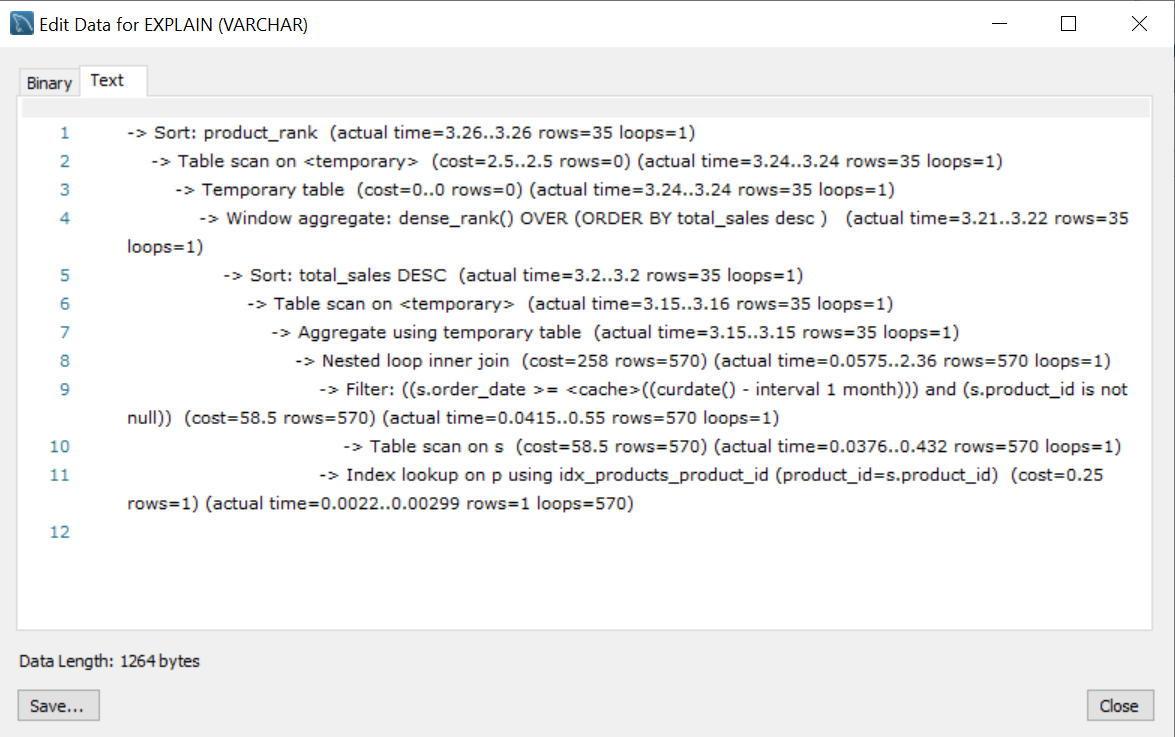 Edit Data for EXPLAIN (VARCHAR)
Binary Text
1 -> Sort: product_rank (actual time=3.26..3.26 rows=35 loops=1)
2 -> Table scan on <temporary> (cost=2.5..2.5 rows=0) (actual time=3.24..3.24 rows=35 loops=1)
3 -> Temporary table (cost=0..0 rows=0) (actual time=3.24..3.24 rows=35 loops=1)
4 -> Window aggregate: dense_rank() OVER (ORDER BY total_sales desc ) (actual time=3.21..3.22 rows=35
loops=1)
5 -> Sort: total_sales DESC (actual time=3.2..3.2 rows=35 loops=1)
6 -> Table scan on <temporary> (actual time=3.15..3.16 rows=35 loops=1)
7 -> Aggregate using temporary table (actual time=3.15..3.15 rows=35 loops=1)
8 -> Nested loop inner join (cost=258 rows=570) (actual time=0.0575..2.36 rows=570 loops=1)
9 -> Filter: ((s.order_date >= <cache>((curdate() - interval 1 month))) and (s.product_id is not
null)) (cost=58.5 rows=570) (actual time=0.0415..0.55 rows=570 loops=1)
10 -> Table scan on s (cost=58.5 rows=570) (actual time=0.0376..0.432 rows=570 loops=1)
11 -> Index lookup on p using idx_products_product_id (product_id=s.product_id) (cost=0.25
rows=1) (actual time=0.0022..0.00299 rows=1 loops=570)
12
Data Length: 1264 bytes
Save... Close